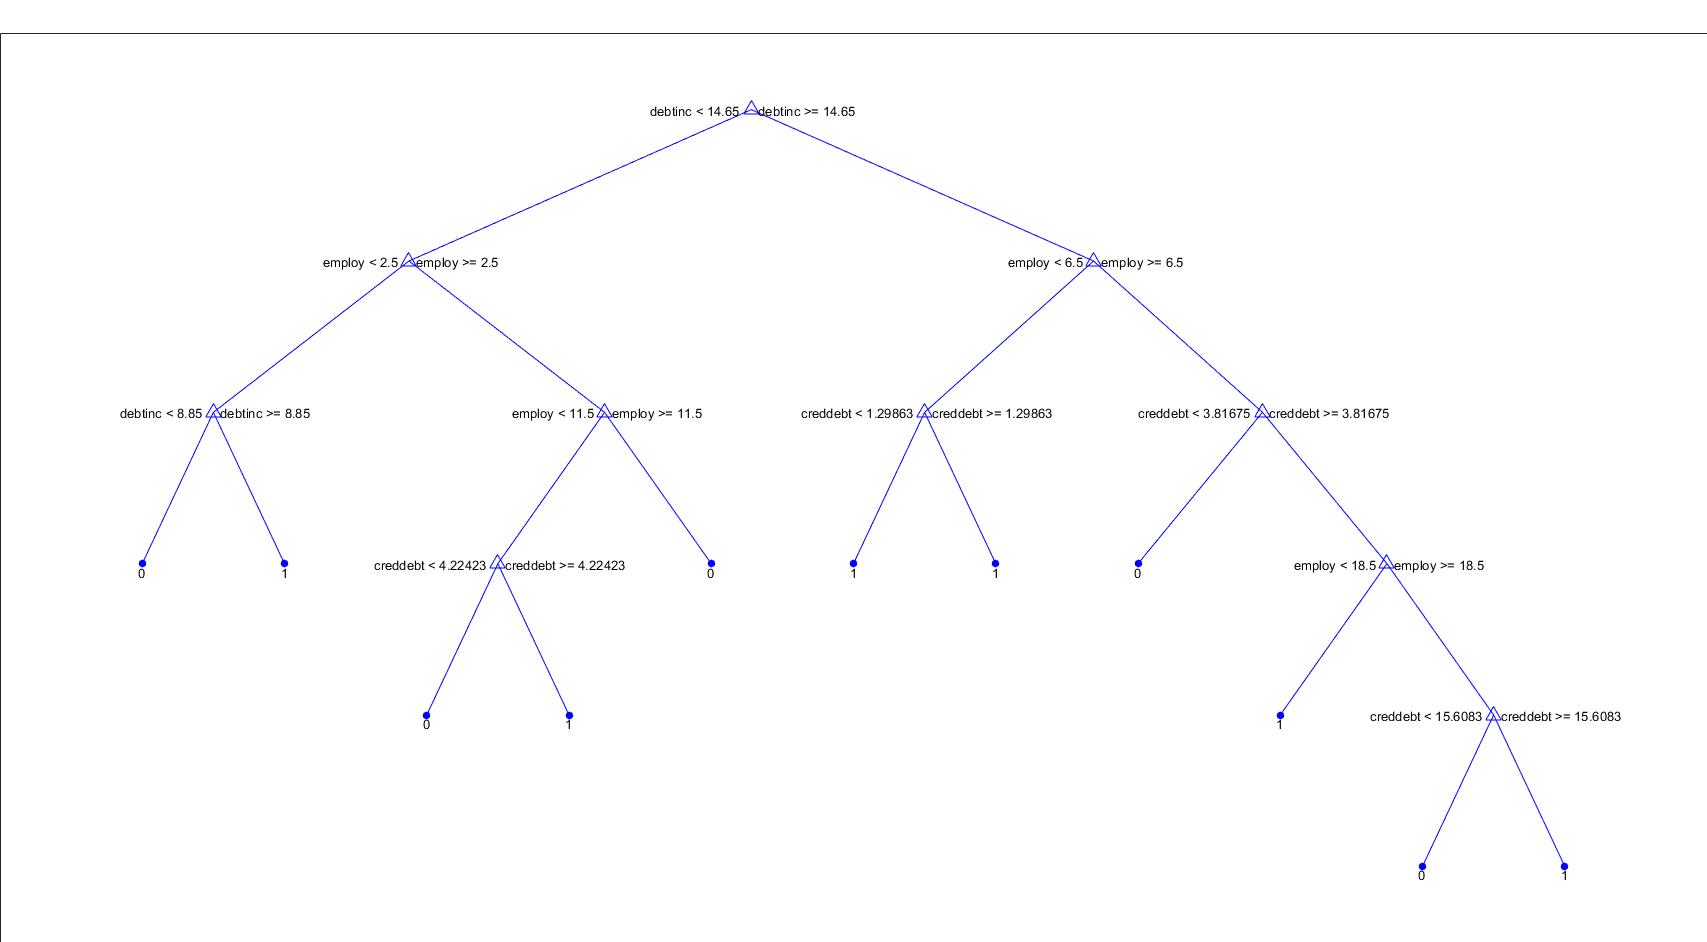 debtinc < 14.65 debtinc >= 14.65
employ < 2.5 employ >= 2.5 employ < 6.5 employ >= 6.5
debtinc < 8.85 debtinc >= 8.85 employ < 11.5 employ >= 11.5 creddebt < 1.29863 creddebt >= 1.29863 creddebt < 3.81675 creddebt >= 3.81675
0 1 creddebt < 4.22423 creddebt >= 4.22423 0 1 1 0 employ < 18.5 employ >= 18.5
0 1 1 creddebt < 15.6083 creddebt >= 15.6083
0 1